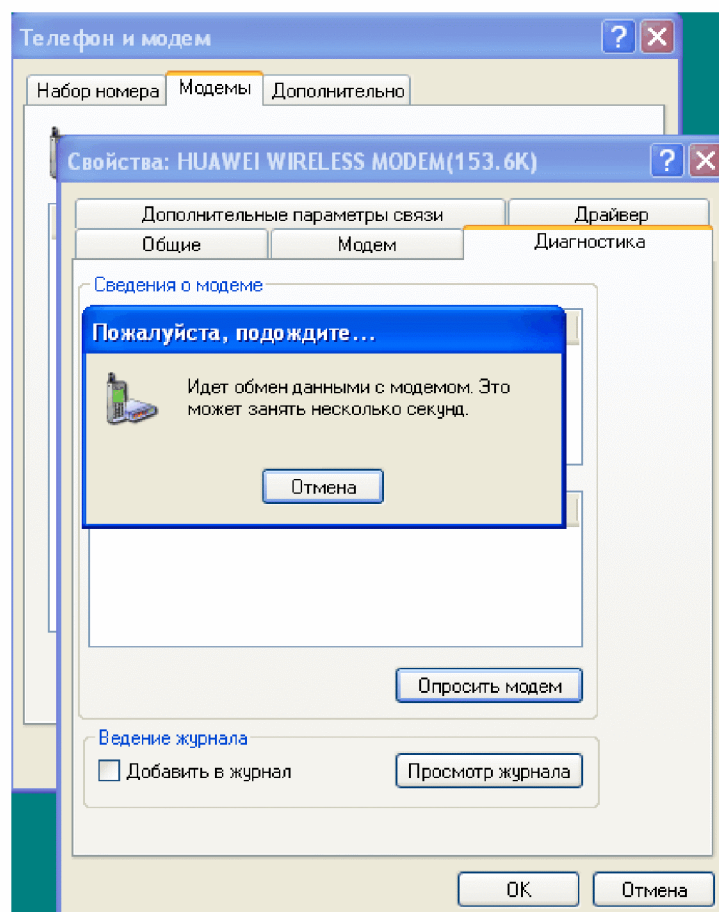 Телефон и модем
Набор номера Модемы Дополнительно
Свойства: HUAWEI WIRELESS MODEM(153.6K)
Дополнительные параметры связи Драйвер
Общие Модем Диагностика
Сведения о модеме
Пожалуйста, подождите...
Идет обмен данными с модемом. Это
может занять несколько секунд.
Отмена
Опросить модем
Ведение журнала
Добавить в журнал Просмотр журнала
OK Отмена